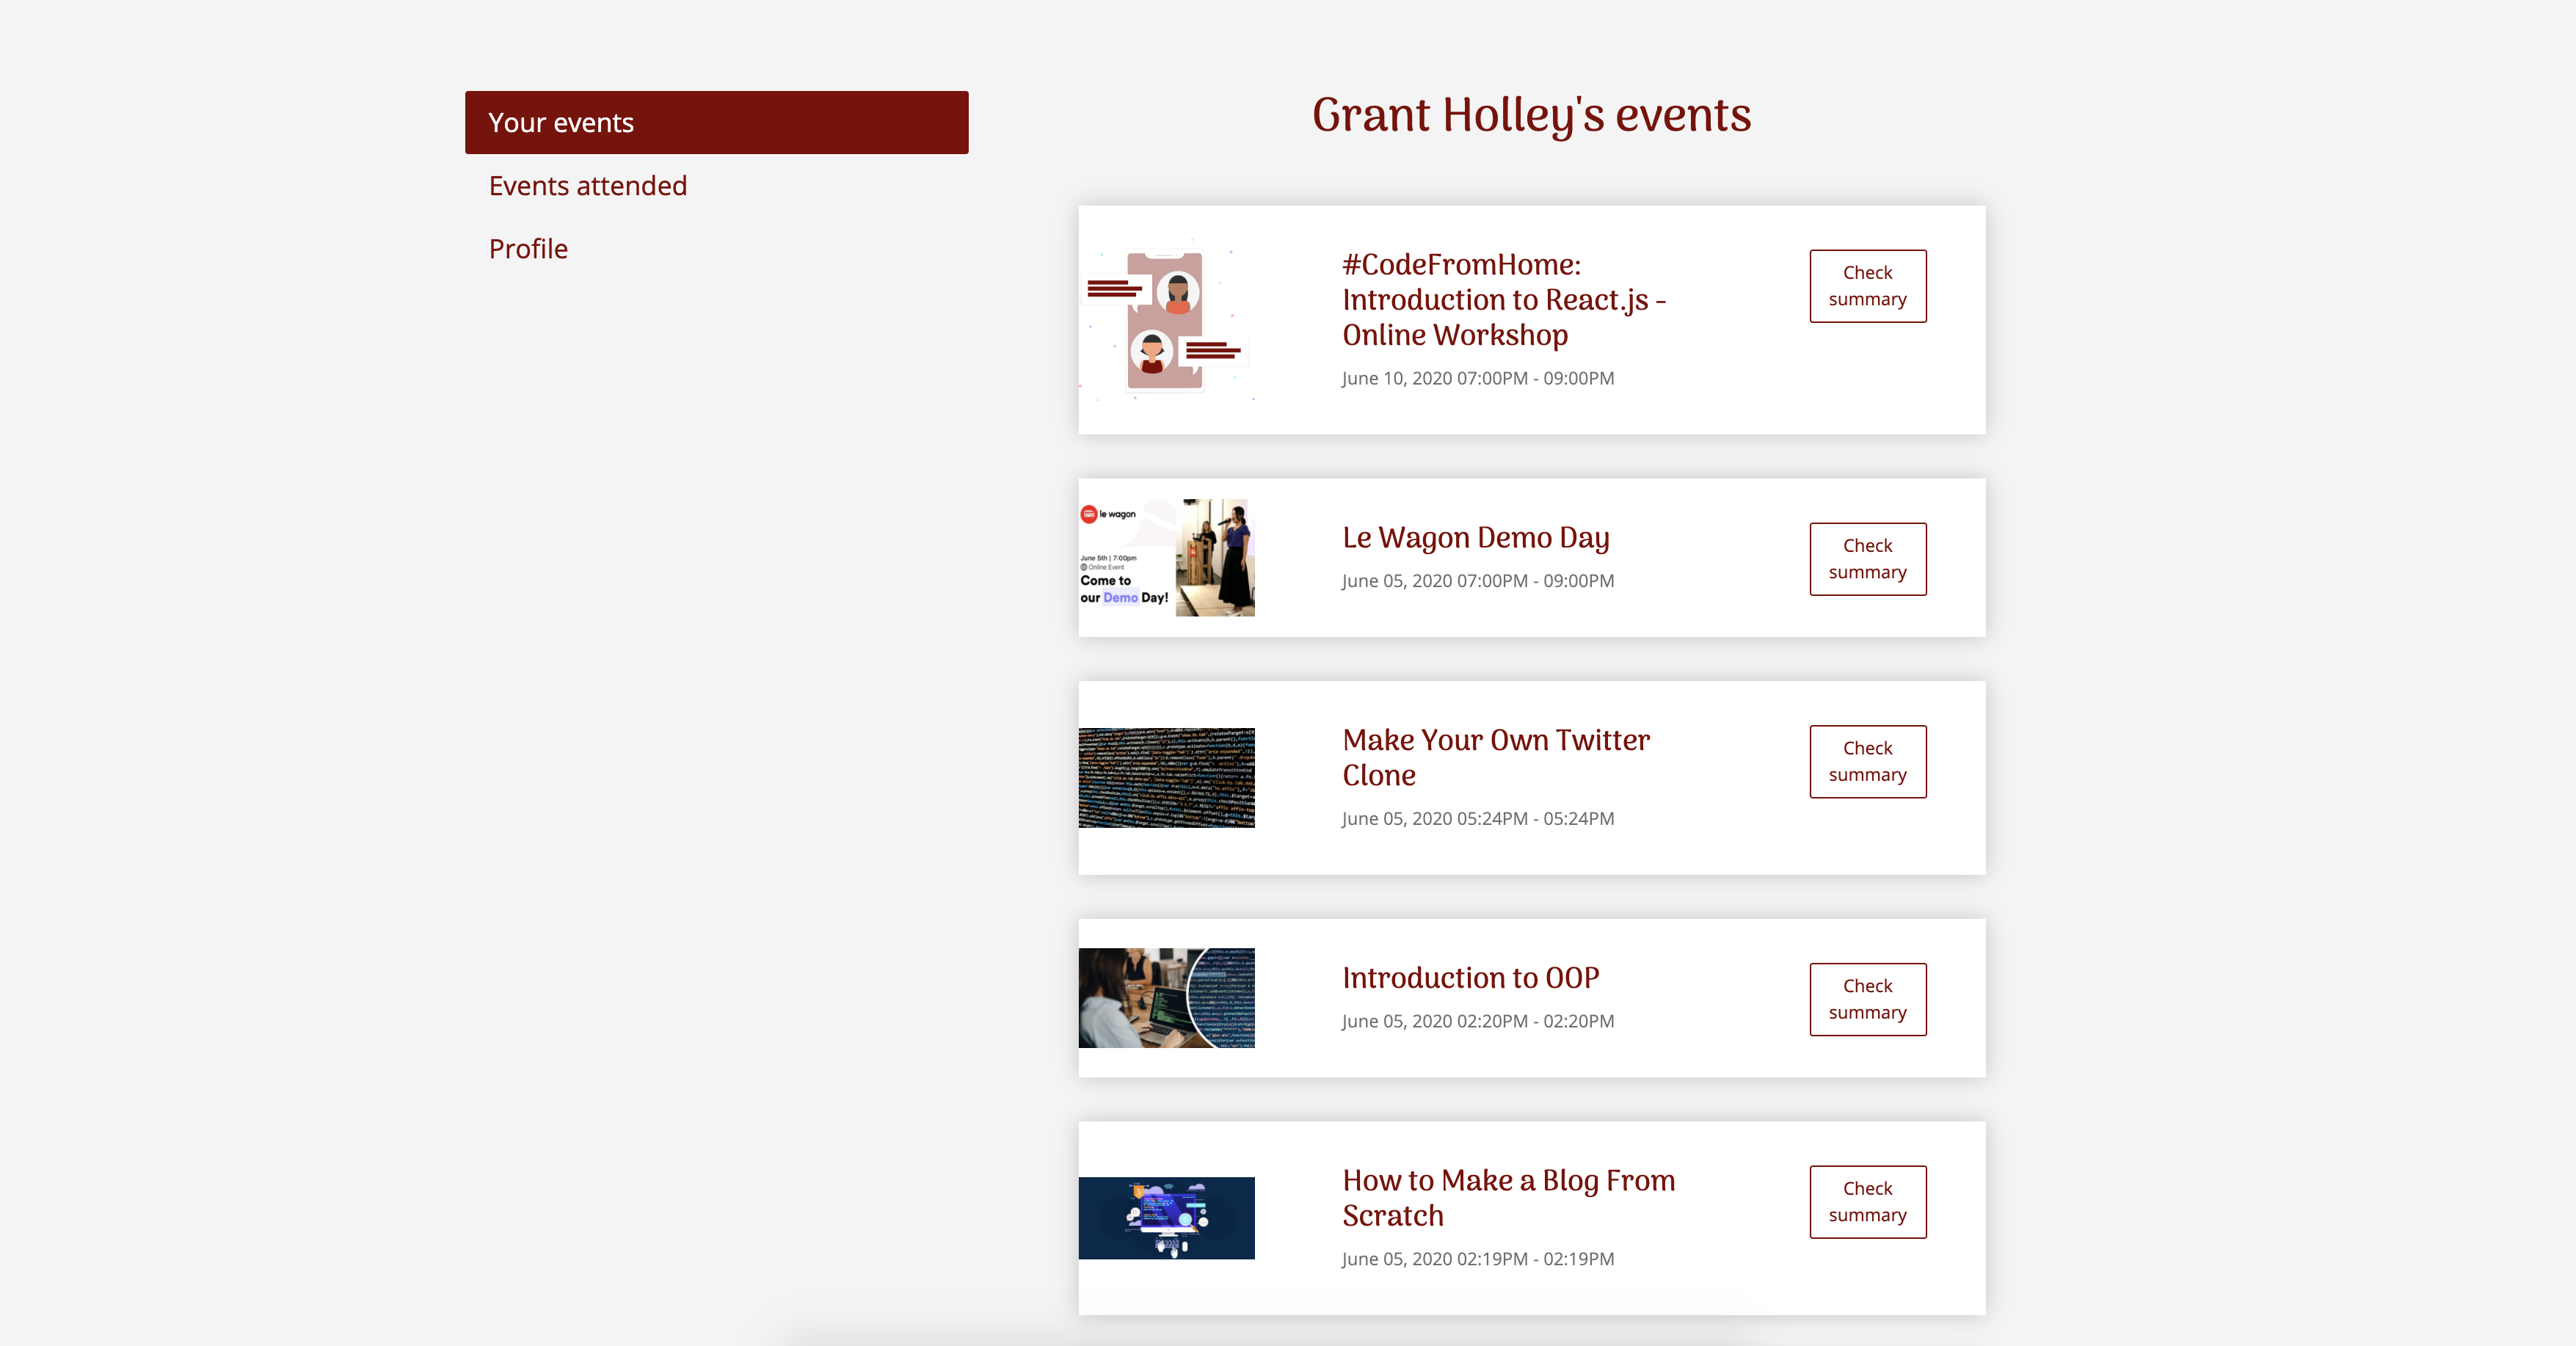 Your events
Events attended
Profile
Grant Holley's events
#CodeFromHome:
Introduction to React.js -
Online Workshop
June 10, 2020 07:00PM - 09:00PM
Check
summary
le wagon
June 5th | 7:00pm
Online Event
Come to
our Demo Day!
Le Wagon Demo Day
June 05, 2020 07:00PM - 09:00PM
Check
summary
Make Your Own Twitter
Clone
June 05, 2020 05:24PM - 05:24PM
Check
summary
Introduction to OOP
June 05, 2020 02:20PM - 02:20PM
Check
summary
How to Make a Blog From
Scratch
June 05, 2020 02:19PM - 02:19PM
Check
summary